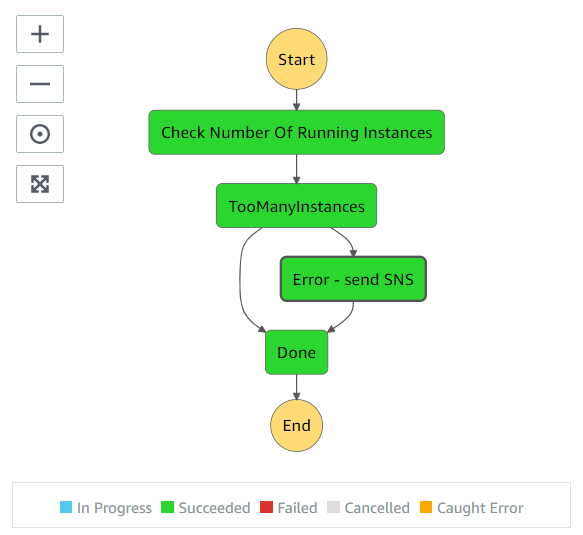 Start
Check Number Of Running Instances
TooManyInstances
Error - send SNS
Done
End
In Progress Succeeded Failed Cancelled Caught Error